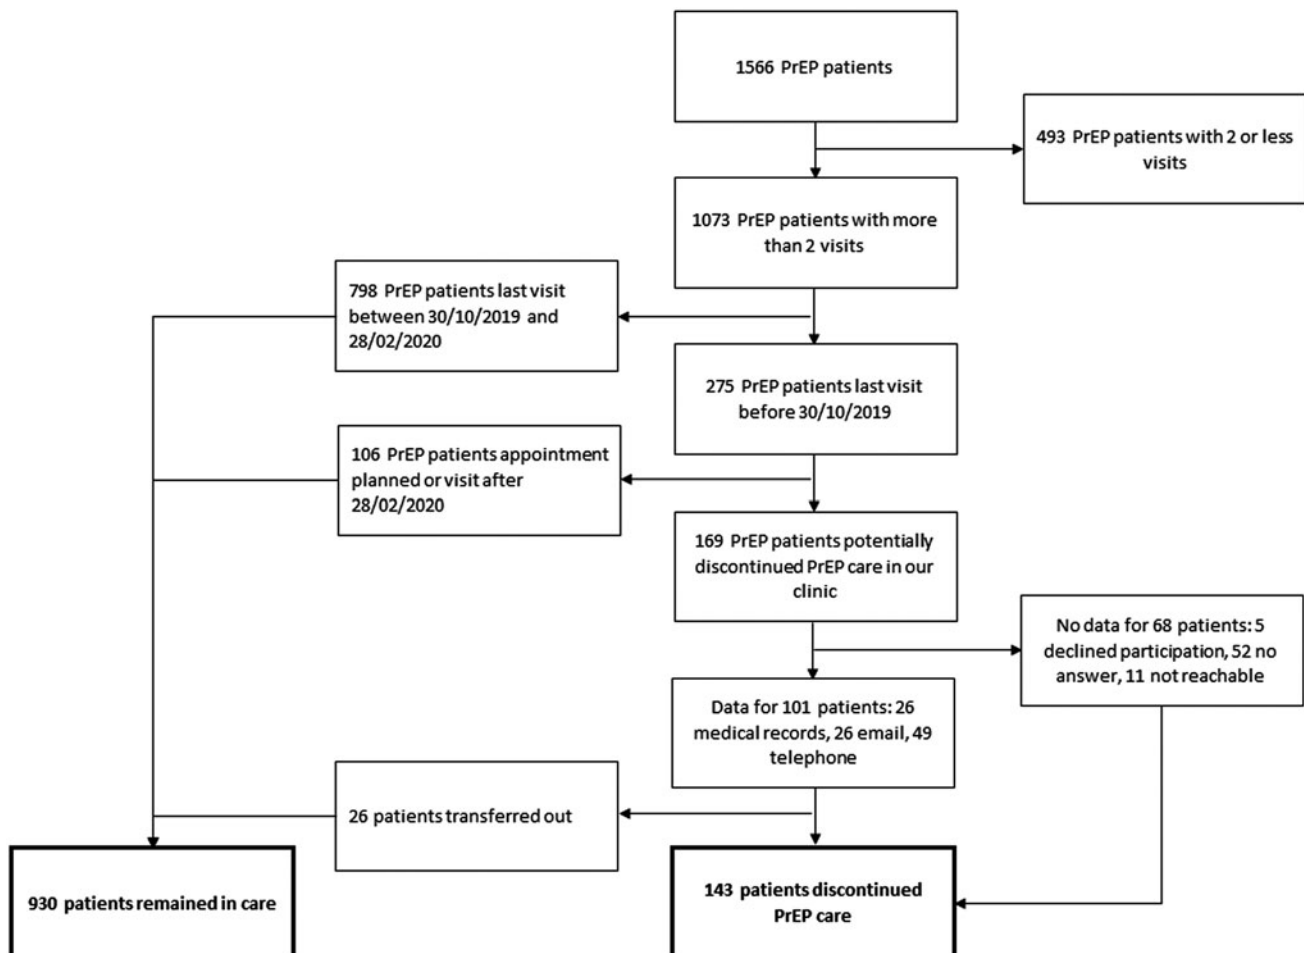 1566 PrEP patients
493 PrEP patients with 2 or less
visits
1073 PrEP patients with more
than 2 visits
798 PrEP patients last visit
between 30/10/2019 and
28/02/2020
275 PrEP patients last visit
before 30/10/2019
106 PrEP patients appointment
planned or visit after
28/02/2020
169 PrEP patients potentially
discontinued PrEP care in our
clinic
No data for 68 patients: 5
declined participation, 52 no
answer, 11 not reachable
Data for 101 patients: 26
medical records, 26 email, 49
telephone
26 patients transferred out
930 patients remained in care
143 patients discontinued
PrEP care